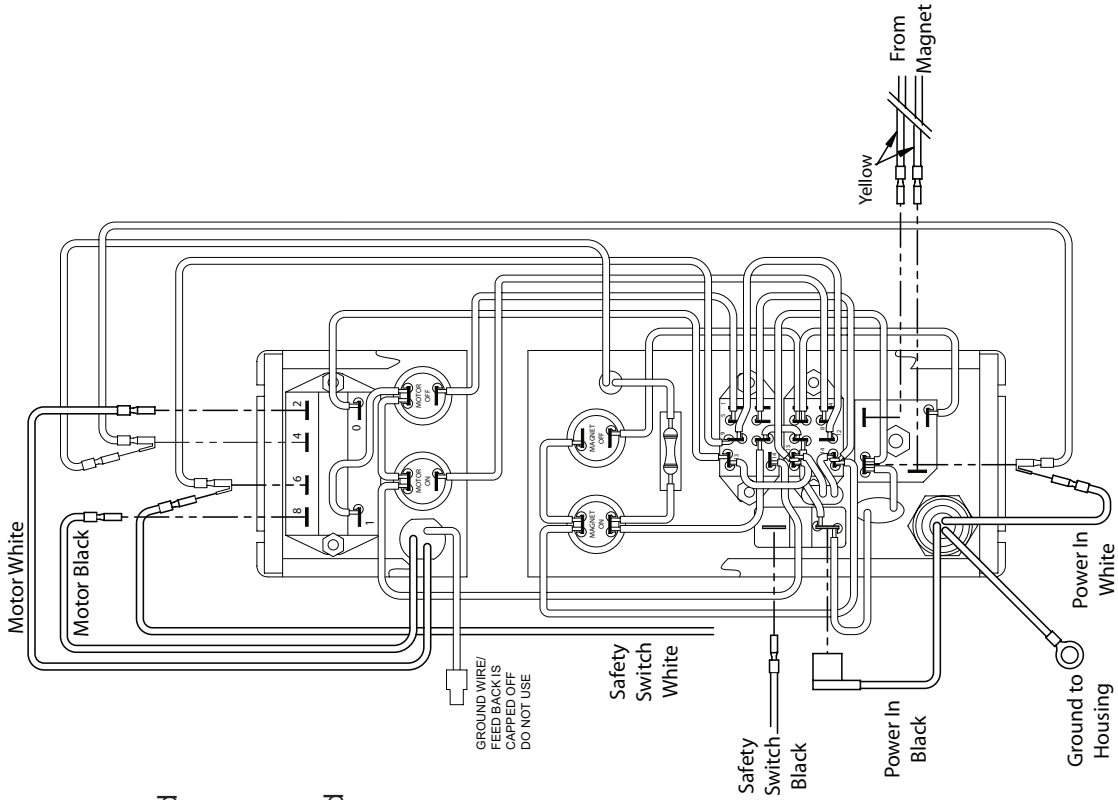 From
Magnet
Yellow
Motor White
Motor Black
2
4
6
8
0
1
MOTOR
OFF
MOTOR
ON
GROUND WIRE/
FEED BACK IS
CAPPED OFF
DO NOT USE
MAGNET
OFF
MAGNET
ON
Safety
Switch
White
Safety
Switch
Black
Power In
Black
Power In
White
Ground to
Housing